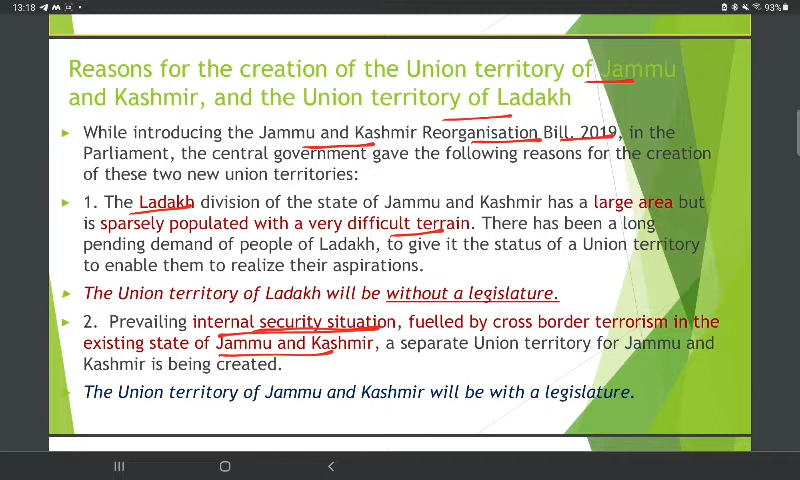 13:18
93%
Reasons for the creation of the Union territory of Jammu
and Kashmir, and the Union territory of Ladakh
While introducing the Jammu and Kashmir Reorganisation Bill. 2019, in the
Parliament, the central government gave the following reasons for the creation
of these two new union territories:
1. The Ladakh division of the state of Jammu and Kashmir has a large area but
is sparsely populated with a very difficult terrain. There has been a long
pending demand of people of Ladakh, to give it the status of a Union territory
to enable them to realize their aspirations.
The Union territory of Ladakh will be without a legislature.
2. Prevailing internal security situation, fuelled by cross border terrorism in the
existing state of Jammu and Kashmir, a separate Union territory for Jammu and
Kashmir is being created.
The Union territory of Jammu and Kashmir will be with a legislature.